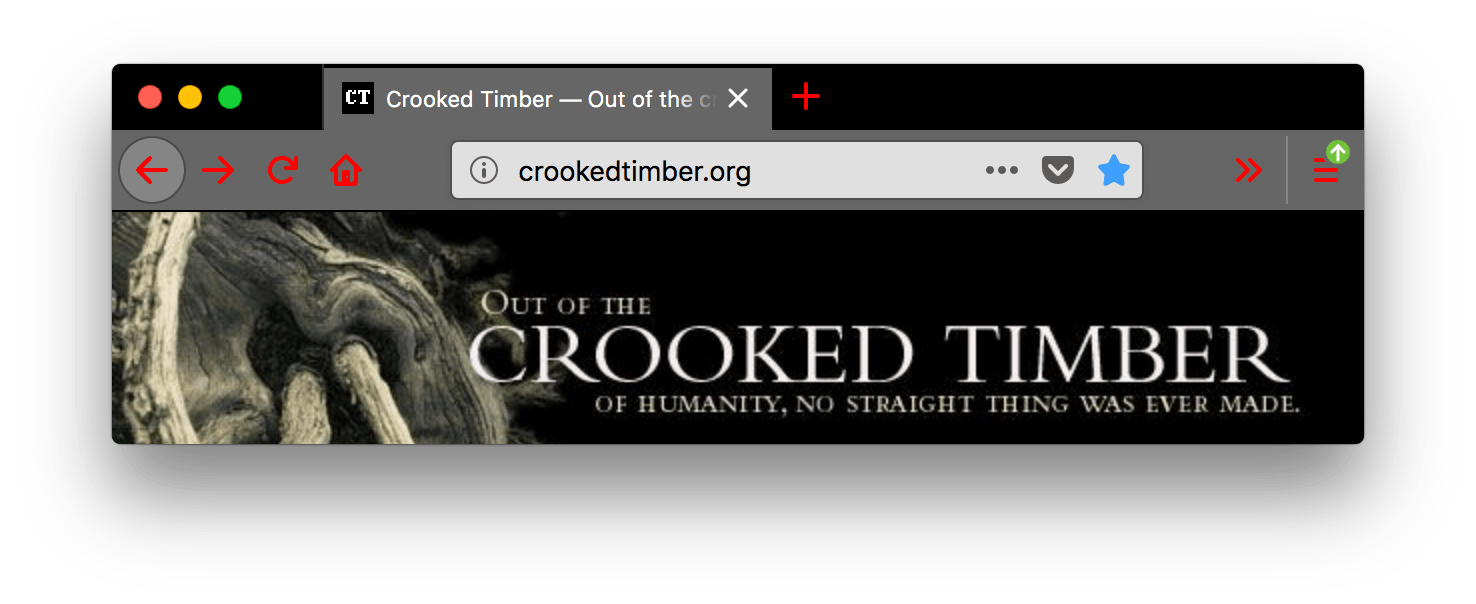 CT Crooked Timber — Out of the
crookedtimber.org
OUT OF THE
CROOKED TIMBER
OF HUMANITY, NO STRAIGHT THING WAS EVER MADE.